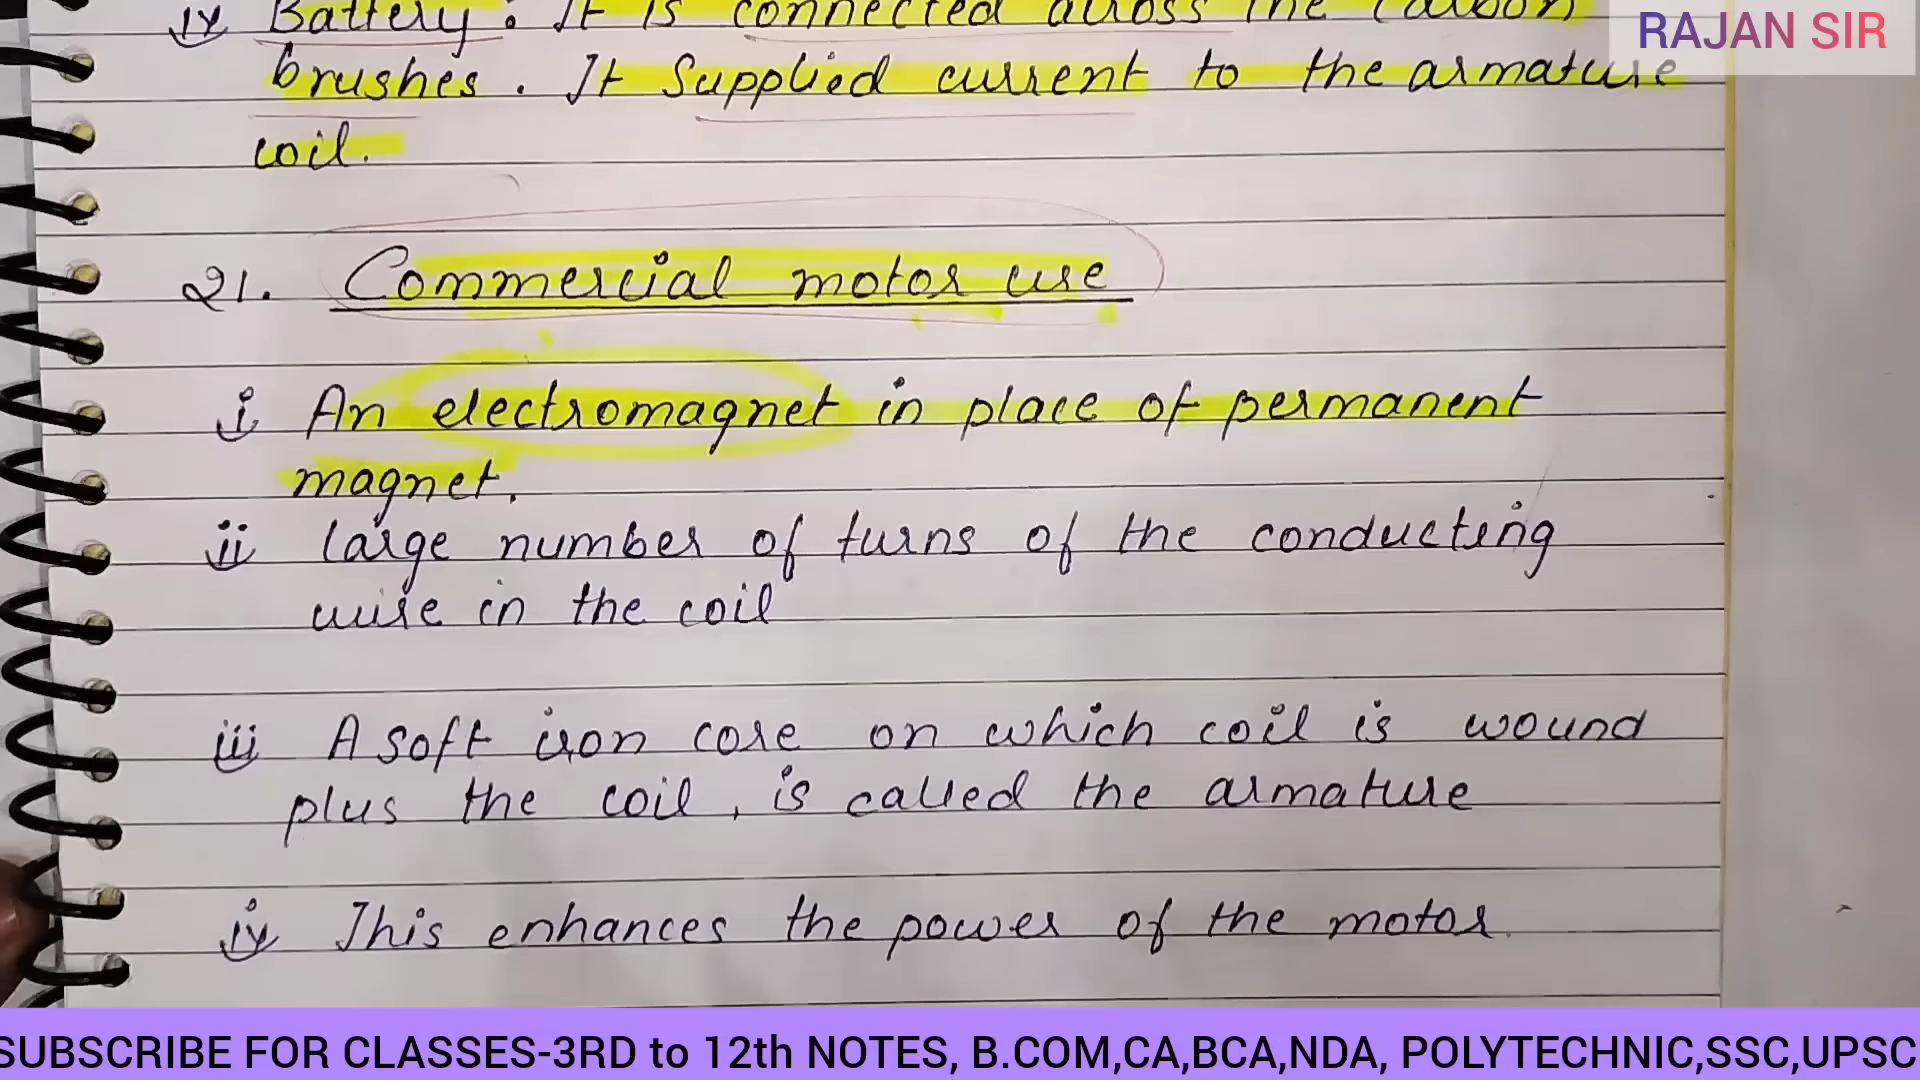 iv Battery : It is connected across the carbon
RAJAN SIR
brushes . It Supplied current to the armature
coil.
21. Commercial motor use
i An electromagnet in place of permanent
magnet.
ii large number of turns of the conducting
wire in the coil
iii A soft iron core on which coil is wound
plus the coil , is called the armature
iv This enhances the power of the motor.
SUBSCRIBE FOR CLASSES-3RD to 12th NOTES, B.COM,CA,BCA,NDA, POLYTECHNIC,SSC,UPSC